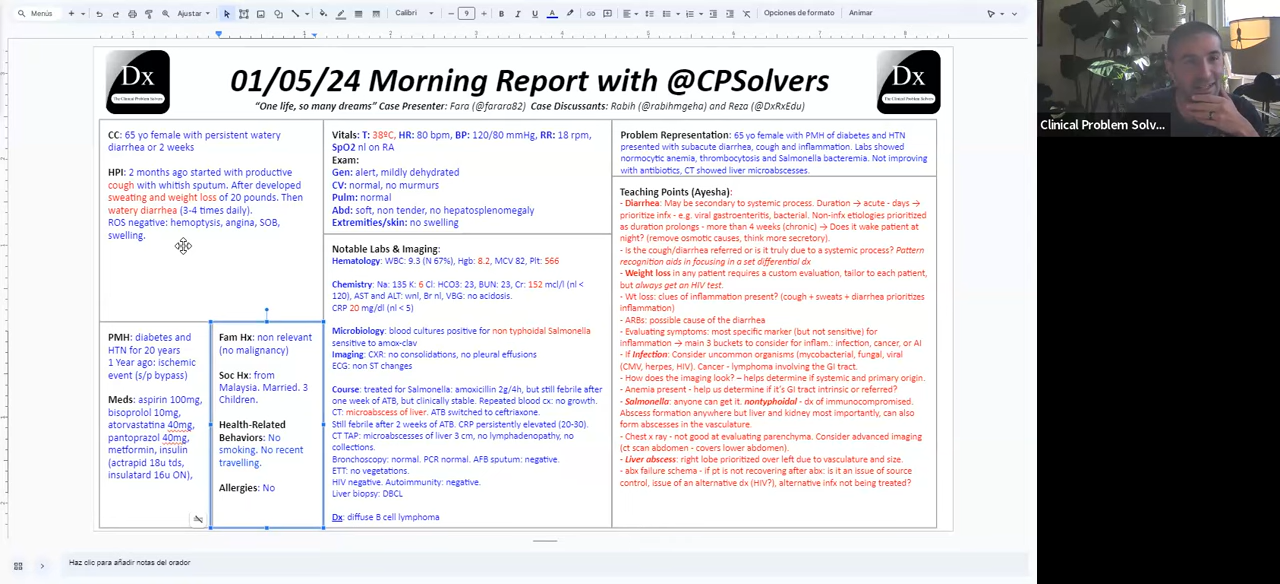 Menús
Ajustar
Calibri
9
Opciones de formato
Animar
1
1
2
3
4
5
6
Dx
The Clinical Problem Solvers
01/05/24 Morning Report with @CPSolvers
“One life, so many dreams” Case Presenter: Fara (@farara82) Case Discussants: Rabih (@rabihmgeha) and Reza (@DxRxEdu)
Dx
The Clinical Problem Solvers
CC: 65 yo female with persistent watery
diarrhea or 2 weeks
HPI: 2 months ago started with productive
cough with whitish sputum. After developed
sweating and weight loss of 20 pounds. Then
watery diarrhea (3-4 times daily).
ROS negative: hemoptysis, angina, SOB,
swelling.
PMH: diabetes and
HTN for 20 years
1 Year ago: ischemic
event (s/p bypass)
Meds: aspirin 100mg,
bisoprolol 10mg,
atorvastatina 40mg,
pantoprazol 40mg,
metformin, insulin
(actrapid 18u tds,
insulatard 16u ON),
Fam Hx: non relevant
(no malignancy)
Soc Hx: from
Malaysia. Married. 3
Children.
Health-Related
Behaviors: No
smoking. No recent
travelling.
Allergies: No
Vitals: T: 38ºC, HR: 80 bpm, BP: 120/80 mmHg, RR: 18 rpm,
SpO2 nl on RA
Exam:
Gen: alert, mildly dehydrated
CV: normal, no murmurs
Pulm: normal
Abd: soft, non tender, no hepatosplenomegaly
Extremities/skin: no swelling
Notable Labs & Imaging:
Hematology: WBC: 9.3 (N 67%), Hgb: 8.2, MCV 82, Plt: 566
Chemistry: Na: 135 K: 6 Cl: HCO3: 23, BUN: 23, Cr: 152 mcl/l (nl <
120), AST and ALT: wnl, Br nl, VBG: no acidosis.
CRP 20 mg/dl (nl < 5)
Microbiology: blood cultures positive for non typhoidal Salmonella
sensitive to amox-clav
Imaging: CXR: no consolidations, no pleural effusions
ECG: non ST changes
Course: treated for Salmonella: amoxicillin 2g/4h, but still febrile after
one week of ATB, but clinically stable. Repeated blood cx: no growth.
CT: microabscess of liver. ATB switched to ceftriaxone.
Still febrile after 2 weeks of ATB. CRP persistently elevated (20-30).
CT TAP: microabscesses of liver 3 cm, no lymphadenopathy, no
collections.
Bronchoscopy: normal. PCR normal. AFB sputum: negative.
ETT: no vegetations.
HIV negative. Autoimmunity: negative.
Liver biopsy: DBCL
Dx: diffuse B cell lymphoma
Problem Representation: 65 yo female with PMH of diabetes and HTN
presented with subacute diarrhea, cough and inflammation. Labs showed
normocytic anemia, thrombocytosis and Salmonella bacteremia. Not improving
with antibiotics, CT showed liver microabscesses.
Teaching Points (Ayesha):
- Diarrhea: May be secondary to systemic process. Duration → acute - days →
prioritize infx - e.g. viral gastroenteritis, bacterial. Non-infx etiologies prioritized
as duration prolongs - more than 4 weeks (chronic) → Does it wake patient at
night? (remove osmotic causes, think more secretory).
- Is the cough/diarrhea referred or is it truly due to a systemic process? Pattern
recognition aids in focusing in a set differential dx
- Weight loss in any patient requires a custom evaluation, tailor to each patient,
but always get an HIV test.
- Wt loss: clues of inflammation present? (cough + sweats + diarrhea prioritizes
inflammation)
- ARBs: possible cause of the diarrhea
- Evaluating symptoms: most specific marker (but not sensitive) for
inflammation → main 3 buckets to consider for inflam.: infection, cancer, or AI
- If Infection: Consider uncommon organisms (mycobacterial, fungal, viral
(CMV, herpes, HIV). Cancer - lymphoma involving the GI tract.
- How does the imaging look? – helps determine if systemic and primary origin.
- Anemia present - help us determine if it’s GI tract intrinsic or referred?
- Salmonella: anyone can get it. nontyphoidol - dx of immunocompromised.
Abscess formation anywhere but liver and kidney most importantly, can also
form abscesses in the vasculature.
- Chest x ray - not good at evaluating parenchyma. Consider advanced imaging
(ct scan abdomen - covers lower abdomen).
- Liver abscess: right lobe prioritized over left due to vasculature and size.
- abx failure schema - if pt is not recovering after abx: is it an issue of source
control, issue of an alternative dx (HIV?), alternative infx not being treated?
Clinical Problem Solv...
Haz clic para añadir notas del orador